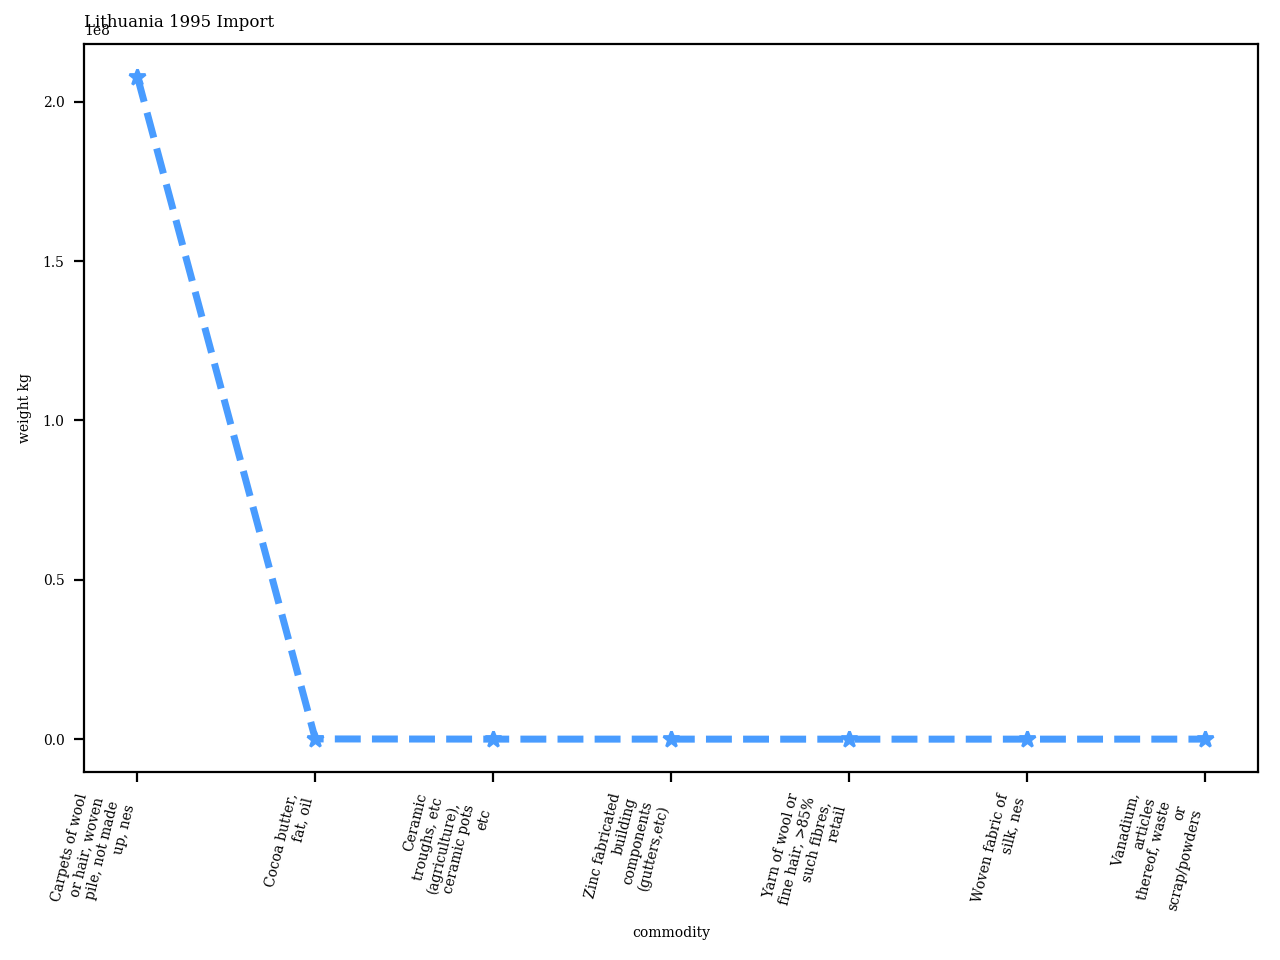 Lithuania 1995 Import
1e8
2.0
1.5
1.0
0.5
0.0
weight kg
Carpets of wool
or hair, woven
pile, not made
up, nes
Cocoa butter,
fat, oil
Ceramic
troughs, etc
(agriculture),
ceramic pots
etc
Zinc fabricated
building
components
(gutters,etc)
Yarn of wool or
fine hair, >85%
such fibres,
retail
Woven fabric of
silk, nes
Vanadium,
articles
thereof, waste
or
scrap/powders
commodity